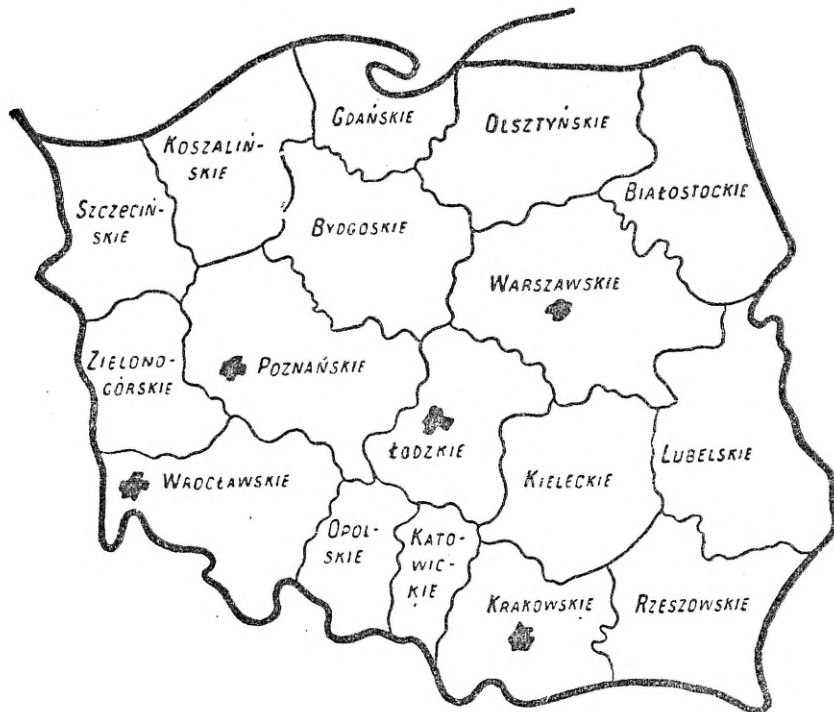 GDAŃSKIE
OLSZTYŃSKIE
KOSZALIŃ-
SKIE
BIAŁOSTOCKIE
SZCZECIŃ-
SKIE
BYDGOSKIE
WARSZAWSKIE
ZIELONO-
GÓRSKIE
POZNAŃSKIE
ŁODZKIE
LUBELSKIE
KIELECKIE
WROCŁAWSKIE
OPOL-
SKIE
KATO-
WIC-
KIE
KRAKOWSKIE
RZESZOWSKIE